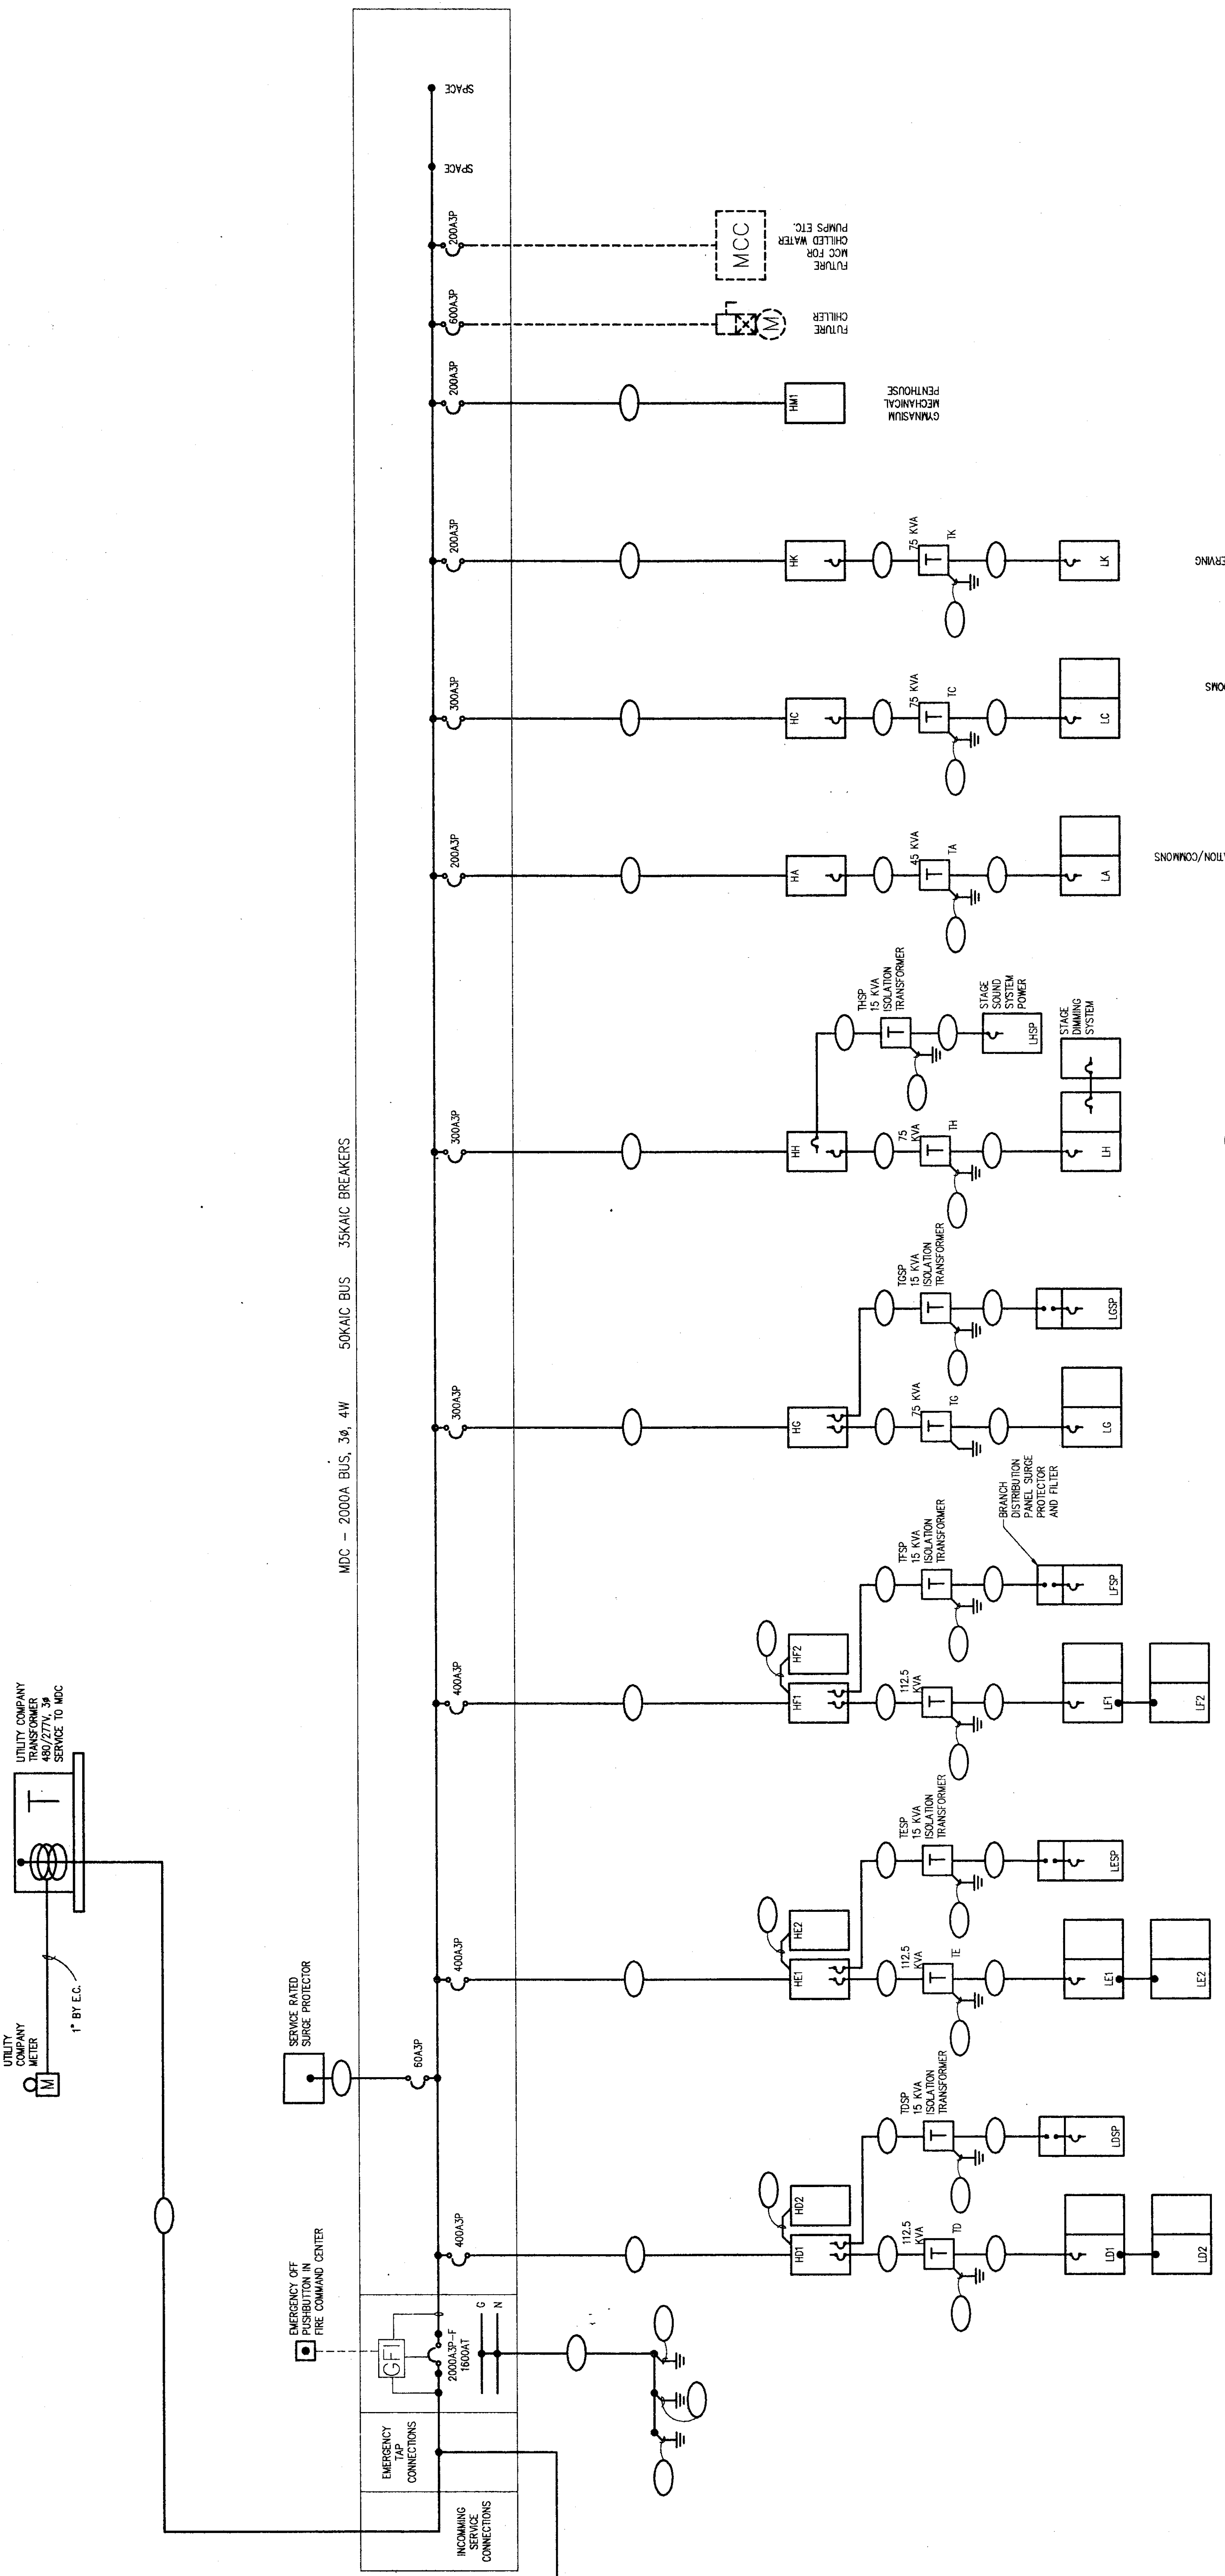 UTILITY COMPANY
TRANSFORMER
480/277V, 3ø
SERVICE TO MDC
T
UTILITY
COMPANY
METER
M
1" BY E.C.
SERVICE RATED
SURGE PROTECTOR
60A3P
EMERGENCY OFF
PUSHBUTTON IN
FIRE COMMAND CENTER
MDC - 2000A BUS, 3ø, 4W 50KAIC BUS 35KAIC BREAKERS
INCOMMING
SERVICE
CONNECTIONS
EMERGENCY
TAP
CONNECTIONS
GFI
2000A3P-F
1600AT
G
N
400A3P
400A3P
400A3P
300A3P
300A3P
200A3P
300A3P
200A3P
200A3P
600A3P
200A3P
SPACE
SPACE
HD1
HD2
112.5
KVA
T
TD
LD1
LD2
TDSP
15 KVA
ISOLATION
TRANSFORMER
T
LDSP
HE1
HE2
112.5
KVA
T
TE
LE1
LE2
TESP
15 KVA
ISOLATION
TRANSFORMER
T
LESP
HF1
HF2
112.5
KVA
T
LF1
LF2
TFSP
15 KVA
ISOLATION
TRANSFORMER
T
LFSP
BRANCH
DISTRIBUTION
PANEL SURGE
PROTECTOR
AND FILTER
HG
75 KVA
T
TG
LG
TGSP
15 KVA
ISOLATION
TRANSFORMER
T
LGSP
HH
75
KVA
T
TH
LH
THSP
15 KVA
ISOLATION
TRANSFORMER
T
LHSP
STAGE
SOUND
SYSTEM
POWER
STAGE
DIMMING
SYSTEM
HA
45 KVA
T
TA
LA
HC
75 KVA
T
TC
LC
HK
75 KVA
T
TK
LK
HM1
GYMNASIUM
MECHANICAL
PENTHOUSE
M
FUTURE
CHILLER
MCC
FUTURE
MCC FOR
CHILLED WATER
PUMPS ETC.